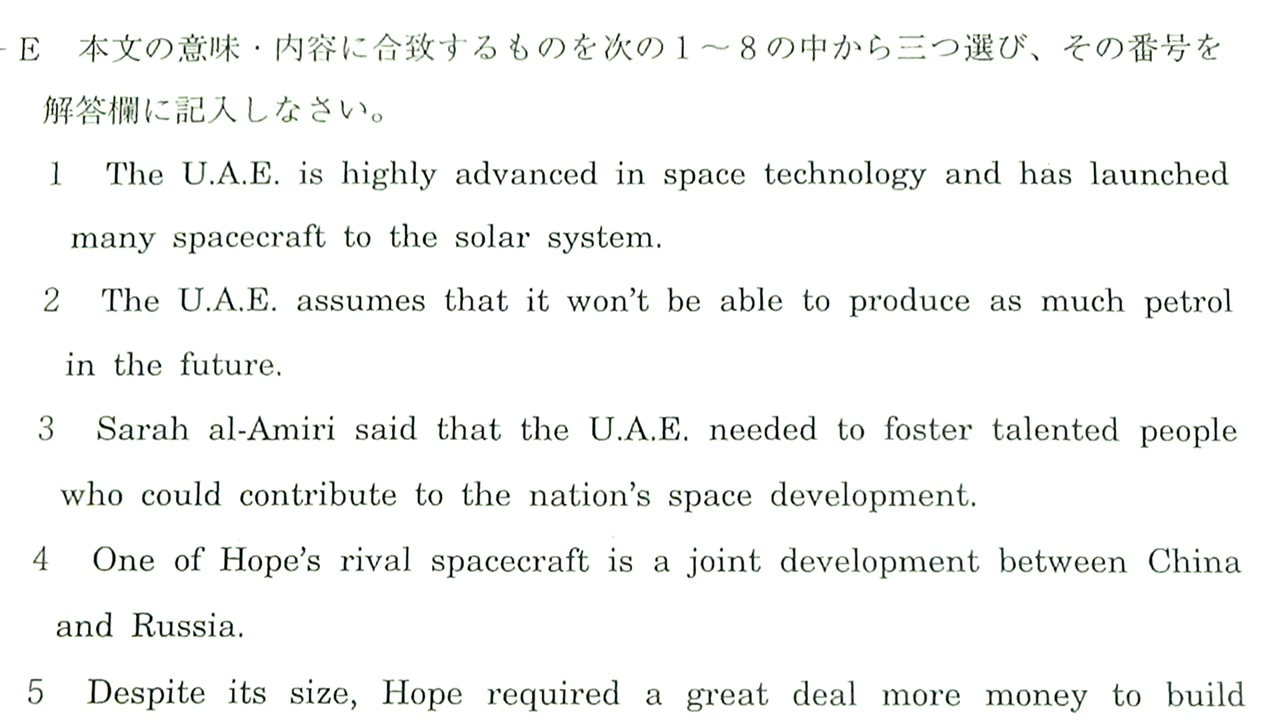 E 本文の意味・内容に合致するものを次の1～8の中から三つ選び、その番号を
解答欄に記入しなさい。
1 The U.A.E. is highly advanced in space technology and has launched
many spacecraft to the solar system.
2 The U.A.E. assumes that it won't be able to produce as much petrol
in the future.
3 Sarah al-Amiri said that the U.A.E. needed to foster talented people
who could contribute to the nation's space development.
4 One of Hope's rival spacecraft is a joint development between China
and Russia.
5 Despite its size, Hope required a great deal more money to build